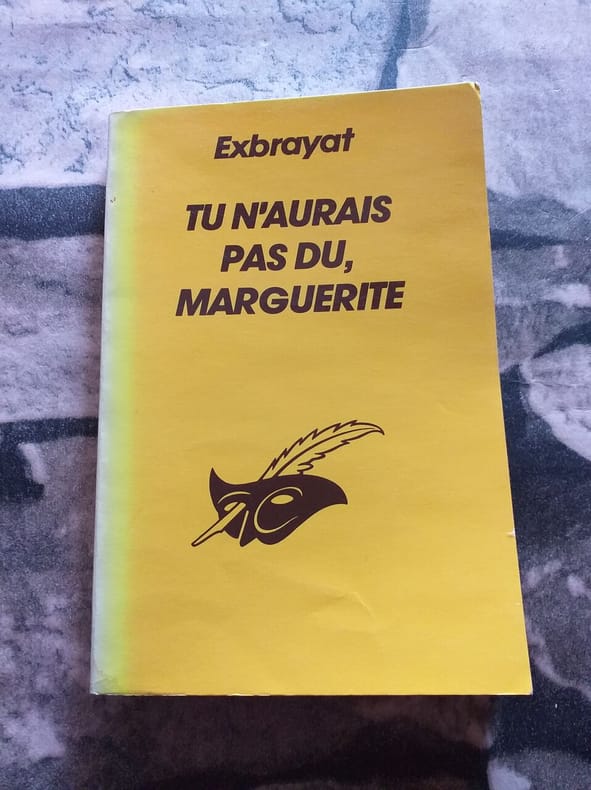 Exbrayat
TU N'AURAIS
PAS DU,
MARGUERITE